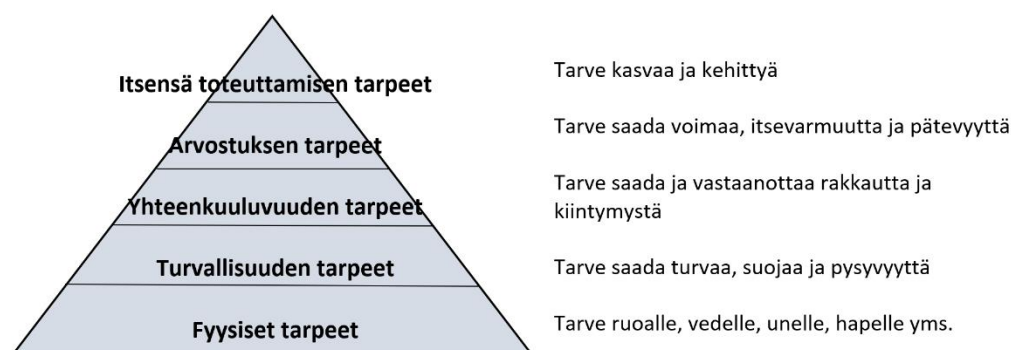 Itsensä toteuttamisen tarpeet
Tarve kasvaa ja kehittyä
Arvostuksen tarpeet
Tarve saada voimaa, itsevarmuutta ja pätevyyttä
Yhteenkuuluvuuden tarpeet
Tarve saada ja vastaanottaa rakkautta ja
kiintymystä
Turvallisuuden tarpeet
Tarve saada turvaa, suojaa ja pysyvyyttä
Fyysiset tarpeet
Tarve ruoalle, vedelle, unelle, hapelle yms.